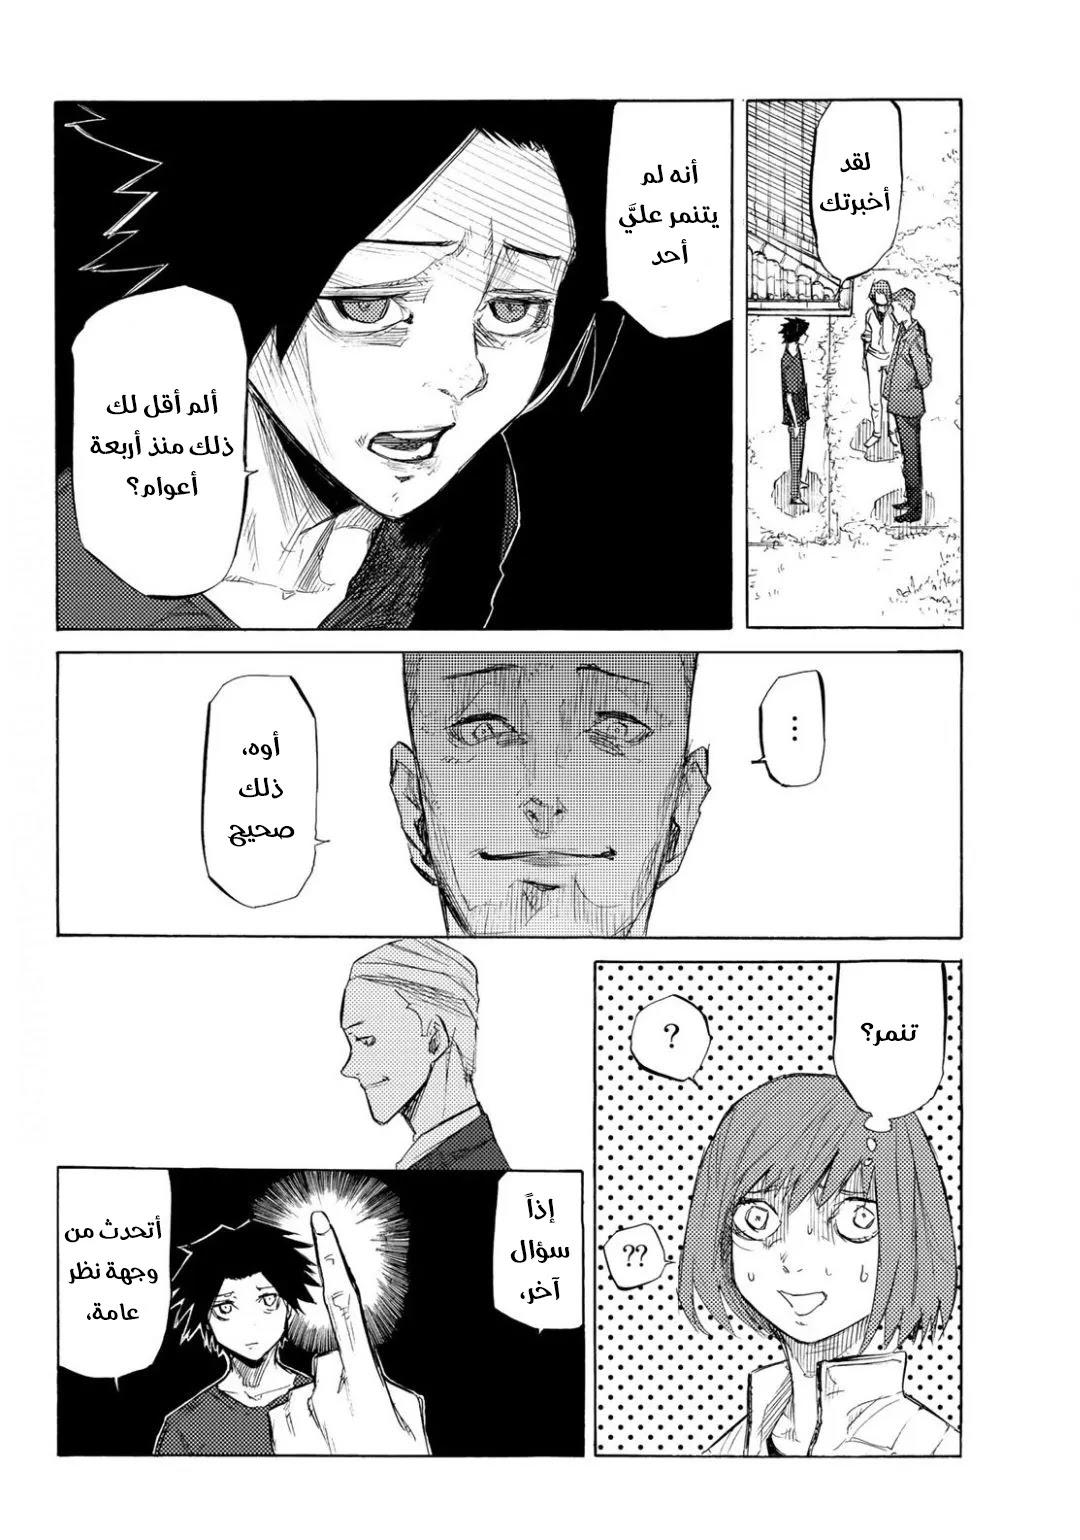 لقد
أخبرتك
أنه لم
يتنمر عليَّ
أحد
ألم أقل لك
ذلك منذ أربعة
أعوام؟
...
أوه،
ذلك
صحيح
تنمر؟
?
??
إذاً
سؤال
آخر،
أتحدث من
وجهة نظر
عامة،